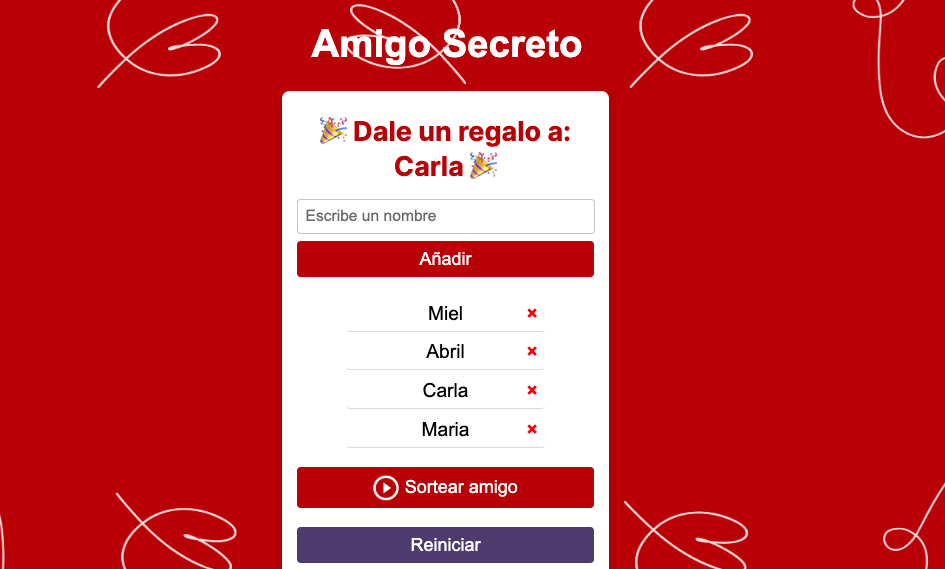 Amigo Secreto
🎉 Dale un regalo a:
Carla 🎉
Escribe un nombre
Añadir
Miel ×
Abril ×
Carla ×
Maria ×
Sortear amigo
Reiniciar